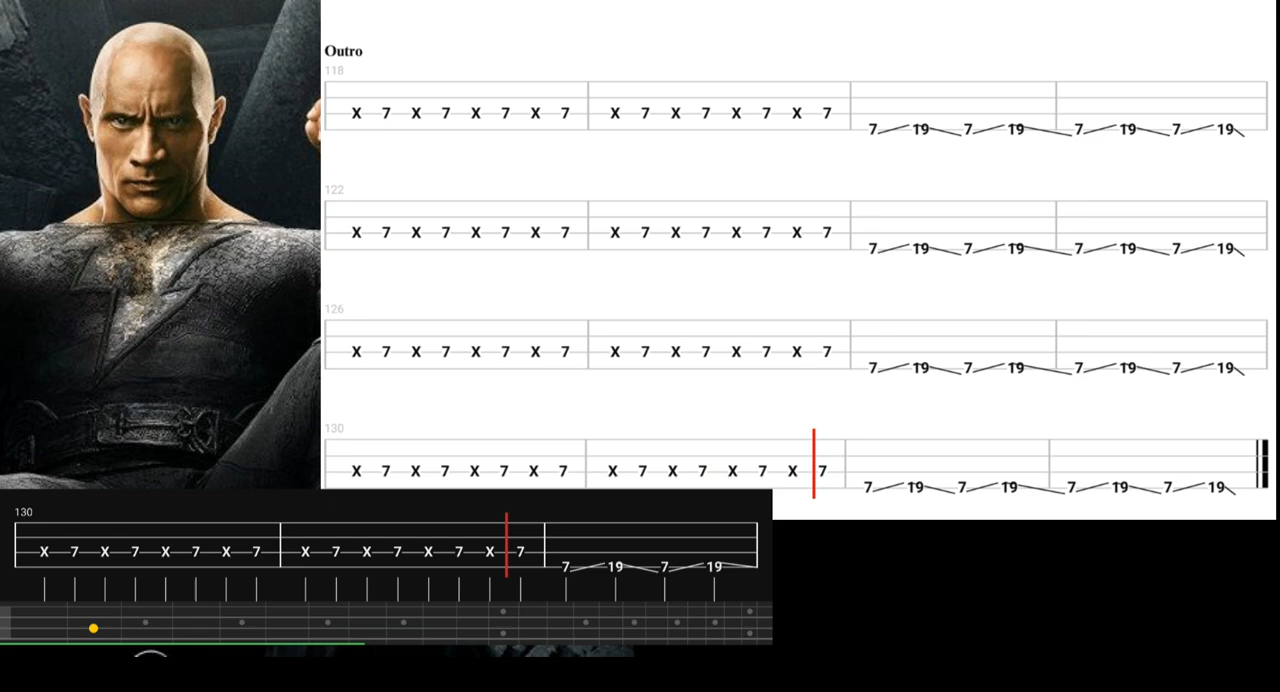 Outro
118
X 7 X 7 X 7 X 7 X 7 X 7 X 7 X 7 7 19 7 19 7 19 7 19
122
X 7 X 7 X 7 X 7 X 7 X 7 X 7 X 7 7 19 7 19 7 19 7 19
126
X 7 X 7 X 7 X 7 X 7 X 7 X 7 X 7 7 19 7 19 7 19 7 19
130
X 7 X 7 X 7 X 7 X 7 X 7 X 7 X 7 7 19 7 19 7 19 7 19
130
X 7 X 7 X 7 X 7 X 7 X 7 X 7 X 7 7 19 7 19